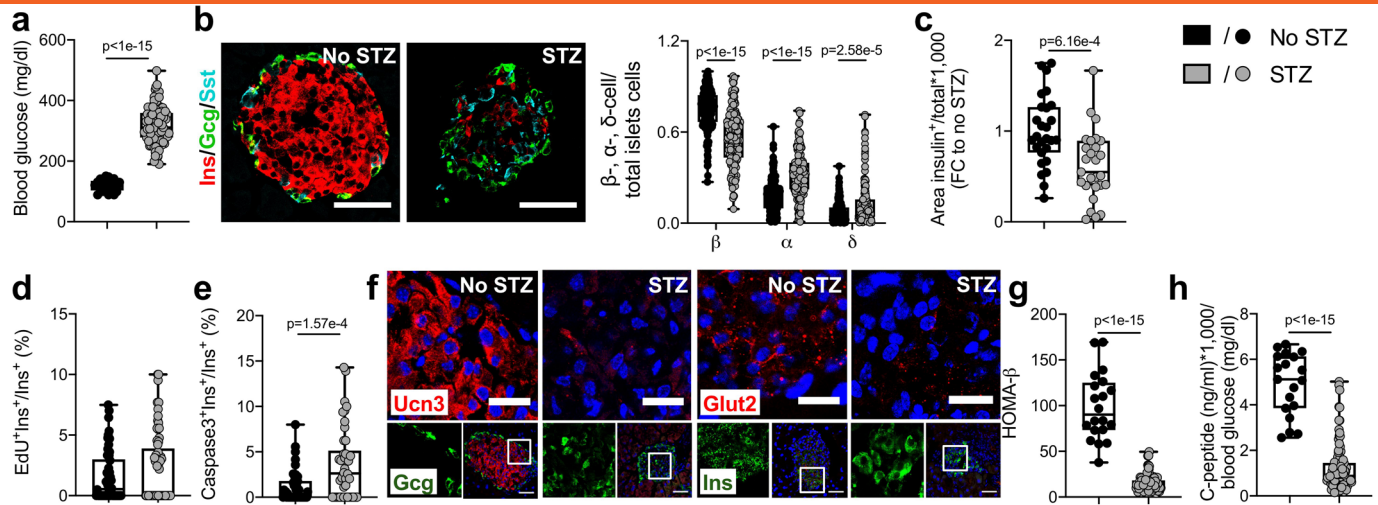 a
Blood glucose (mg/dl)
600
400
200
0
p<1e-15
b
Ins/Gcg/Sst
No STZ
STZ
β-, α-, δ-cell/
total islets cells
1.2
0.6
0.0
p<1e-15
p<1e-15
p=2.58e-5
β
α
δ
c
Area insulin⁺/total*1,000
(FC to no STZ)
2
1
0
p=6.16e-4
/ No STZ
/ STZ
d
EdU⁺Ins⁺/Ins⁺ (%)
15
10
5
0
e
Caspase3⁺Ins⁺/Ins⁺ (%)
20
15
10
5
0
p=1.57e-4
f
No STZ
STZ
No STZ
STZ
Ucn3
Glut2
Gcg
Ins
g
HOMA-β
200
150
100
50
0
p<1e-15
h
C-peptide (ng/ml)*1,000/
blood glucose (mg/dl)
8
6
4
2
0
p<1e-15